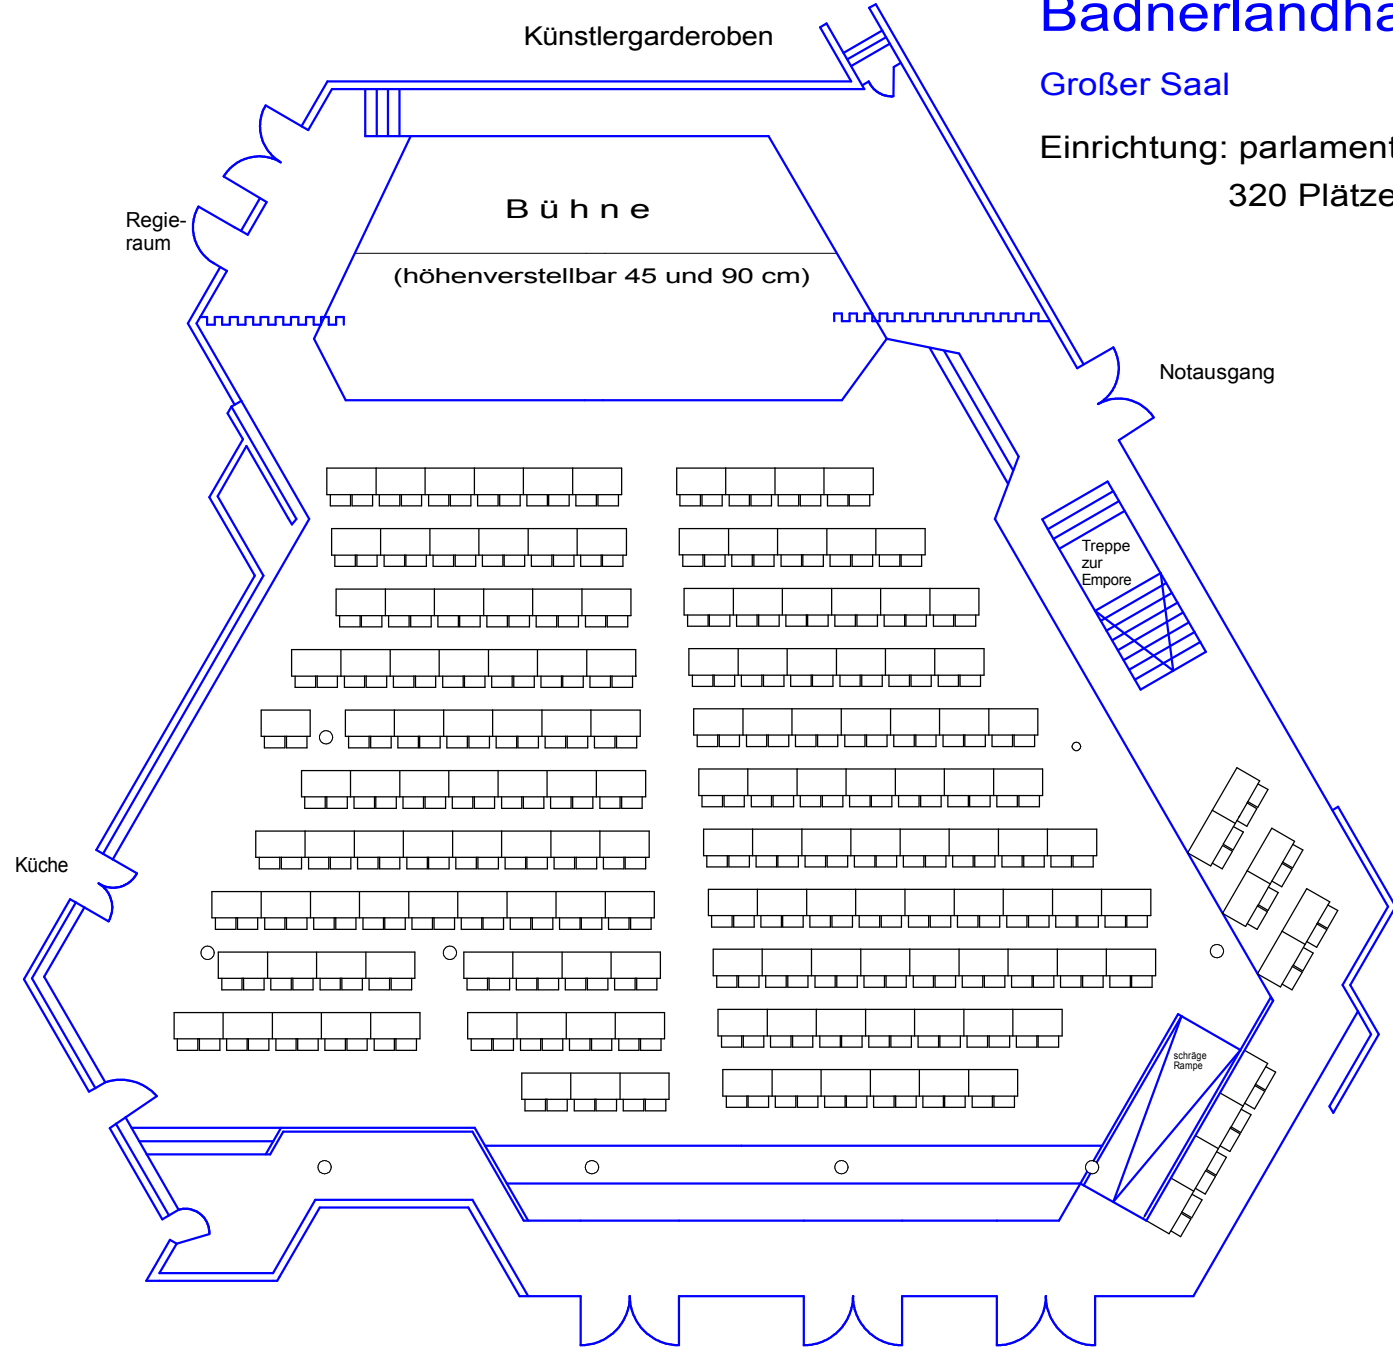 Künstlergarderoben
Badnerlandha
Großer Saal
Einrichtung: parlament
320 Plätze
Bühne
(höhenverstellbar 45 und 90 cm)
Regie-
raum
Notausgang
Treppe
zur
Empore
Küche
schräge
Rampe